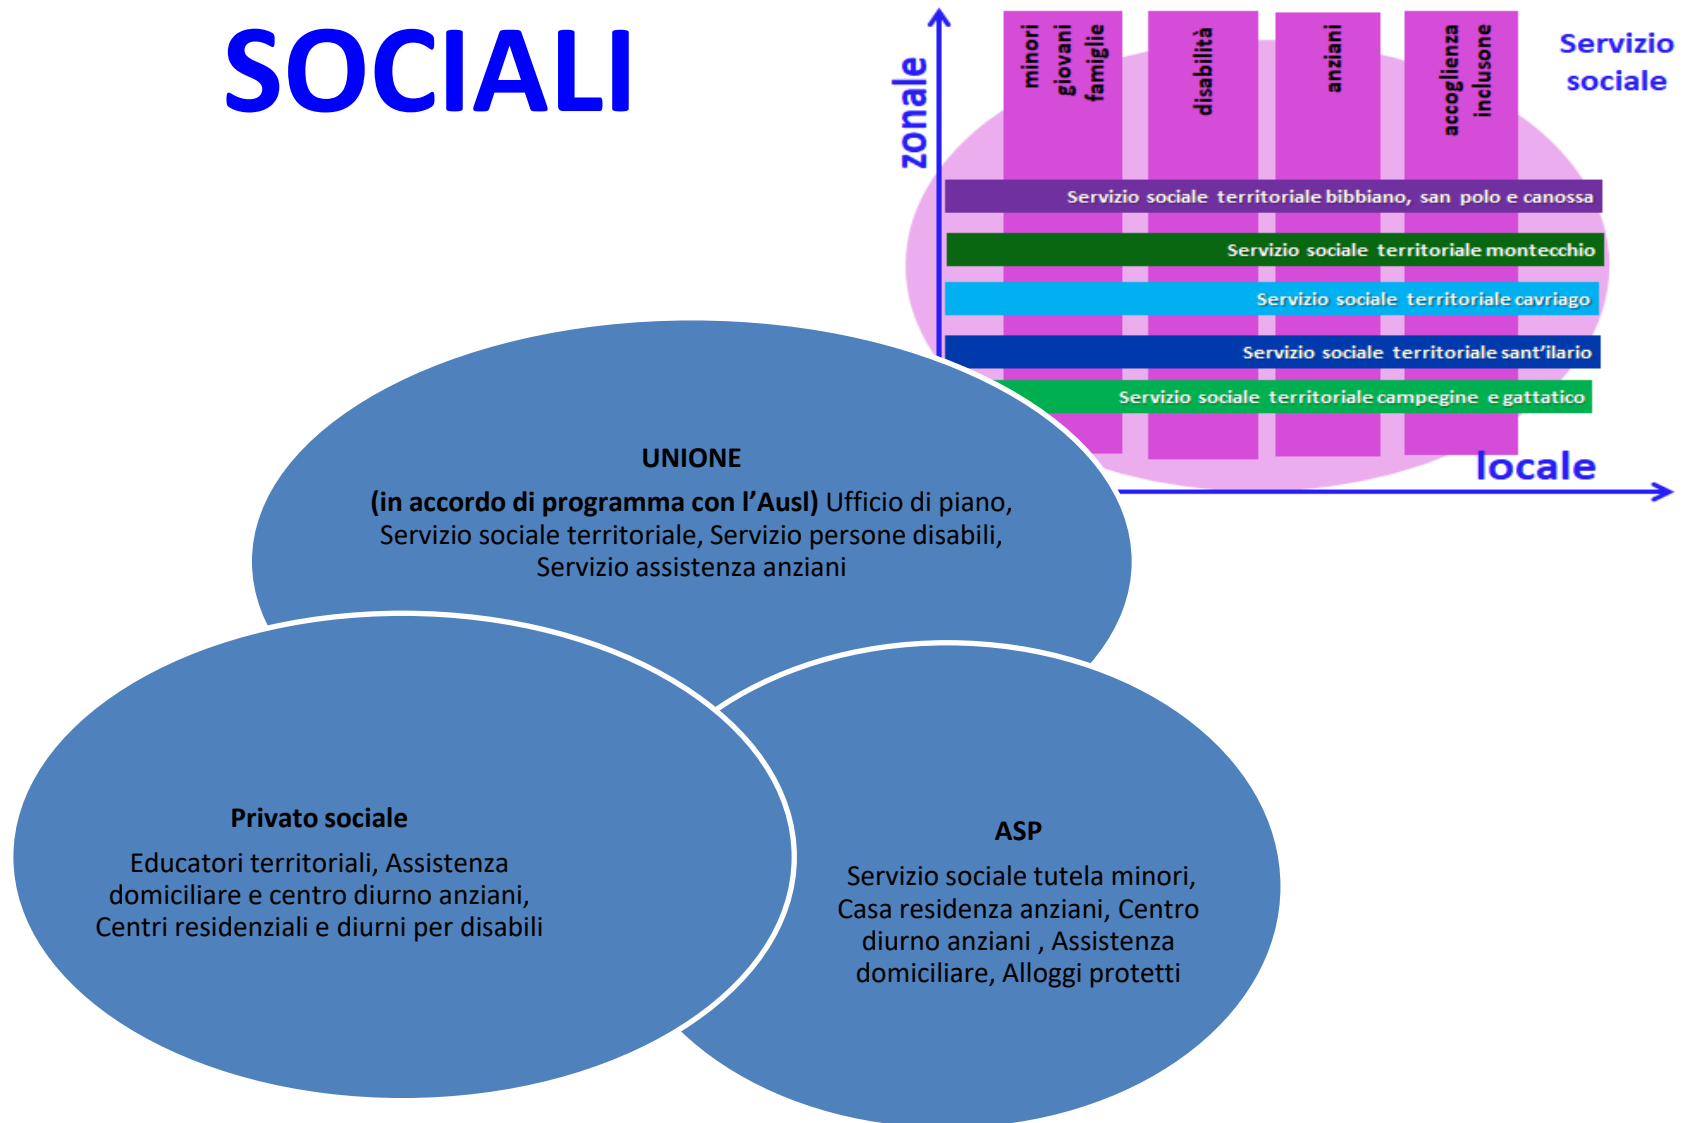 SOCIALI
zonale
minori
giovani
famiglie
disabilità
anziani
accoglienza
inclusone
Servizio
sociale
Servizio sociale territoriale bibbiano, san polo e canossa
Servizio sociale territoriale montecchio
Servizio sociale territoriale cavriago
Servizio sociale territoriale sant'ilario
Servizio sociale territoriale campegine e gattatico
locale
UNIONE
(in accordo di programma con l’Ausl) Ufficio di piano,
Servizio sociale territoriale, Servizio persone disabili,
Servizio assistenza anziani
Privato sociale
Educatori territoriali, Assistenza
domiciliare e centro diurno anziani,
Centri residenziali e diurni per disabili
ASP
Servizio sociale tutela minori,
Casa residenza anziani, Centro
diurno anziani , Assistenza
domiciliare, Alloggi protetti